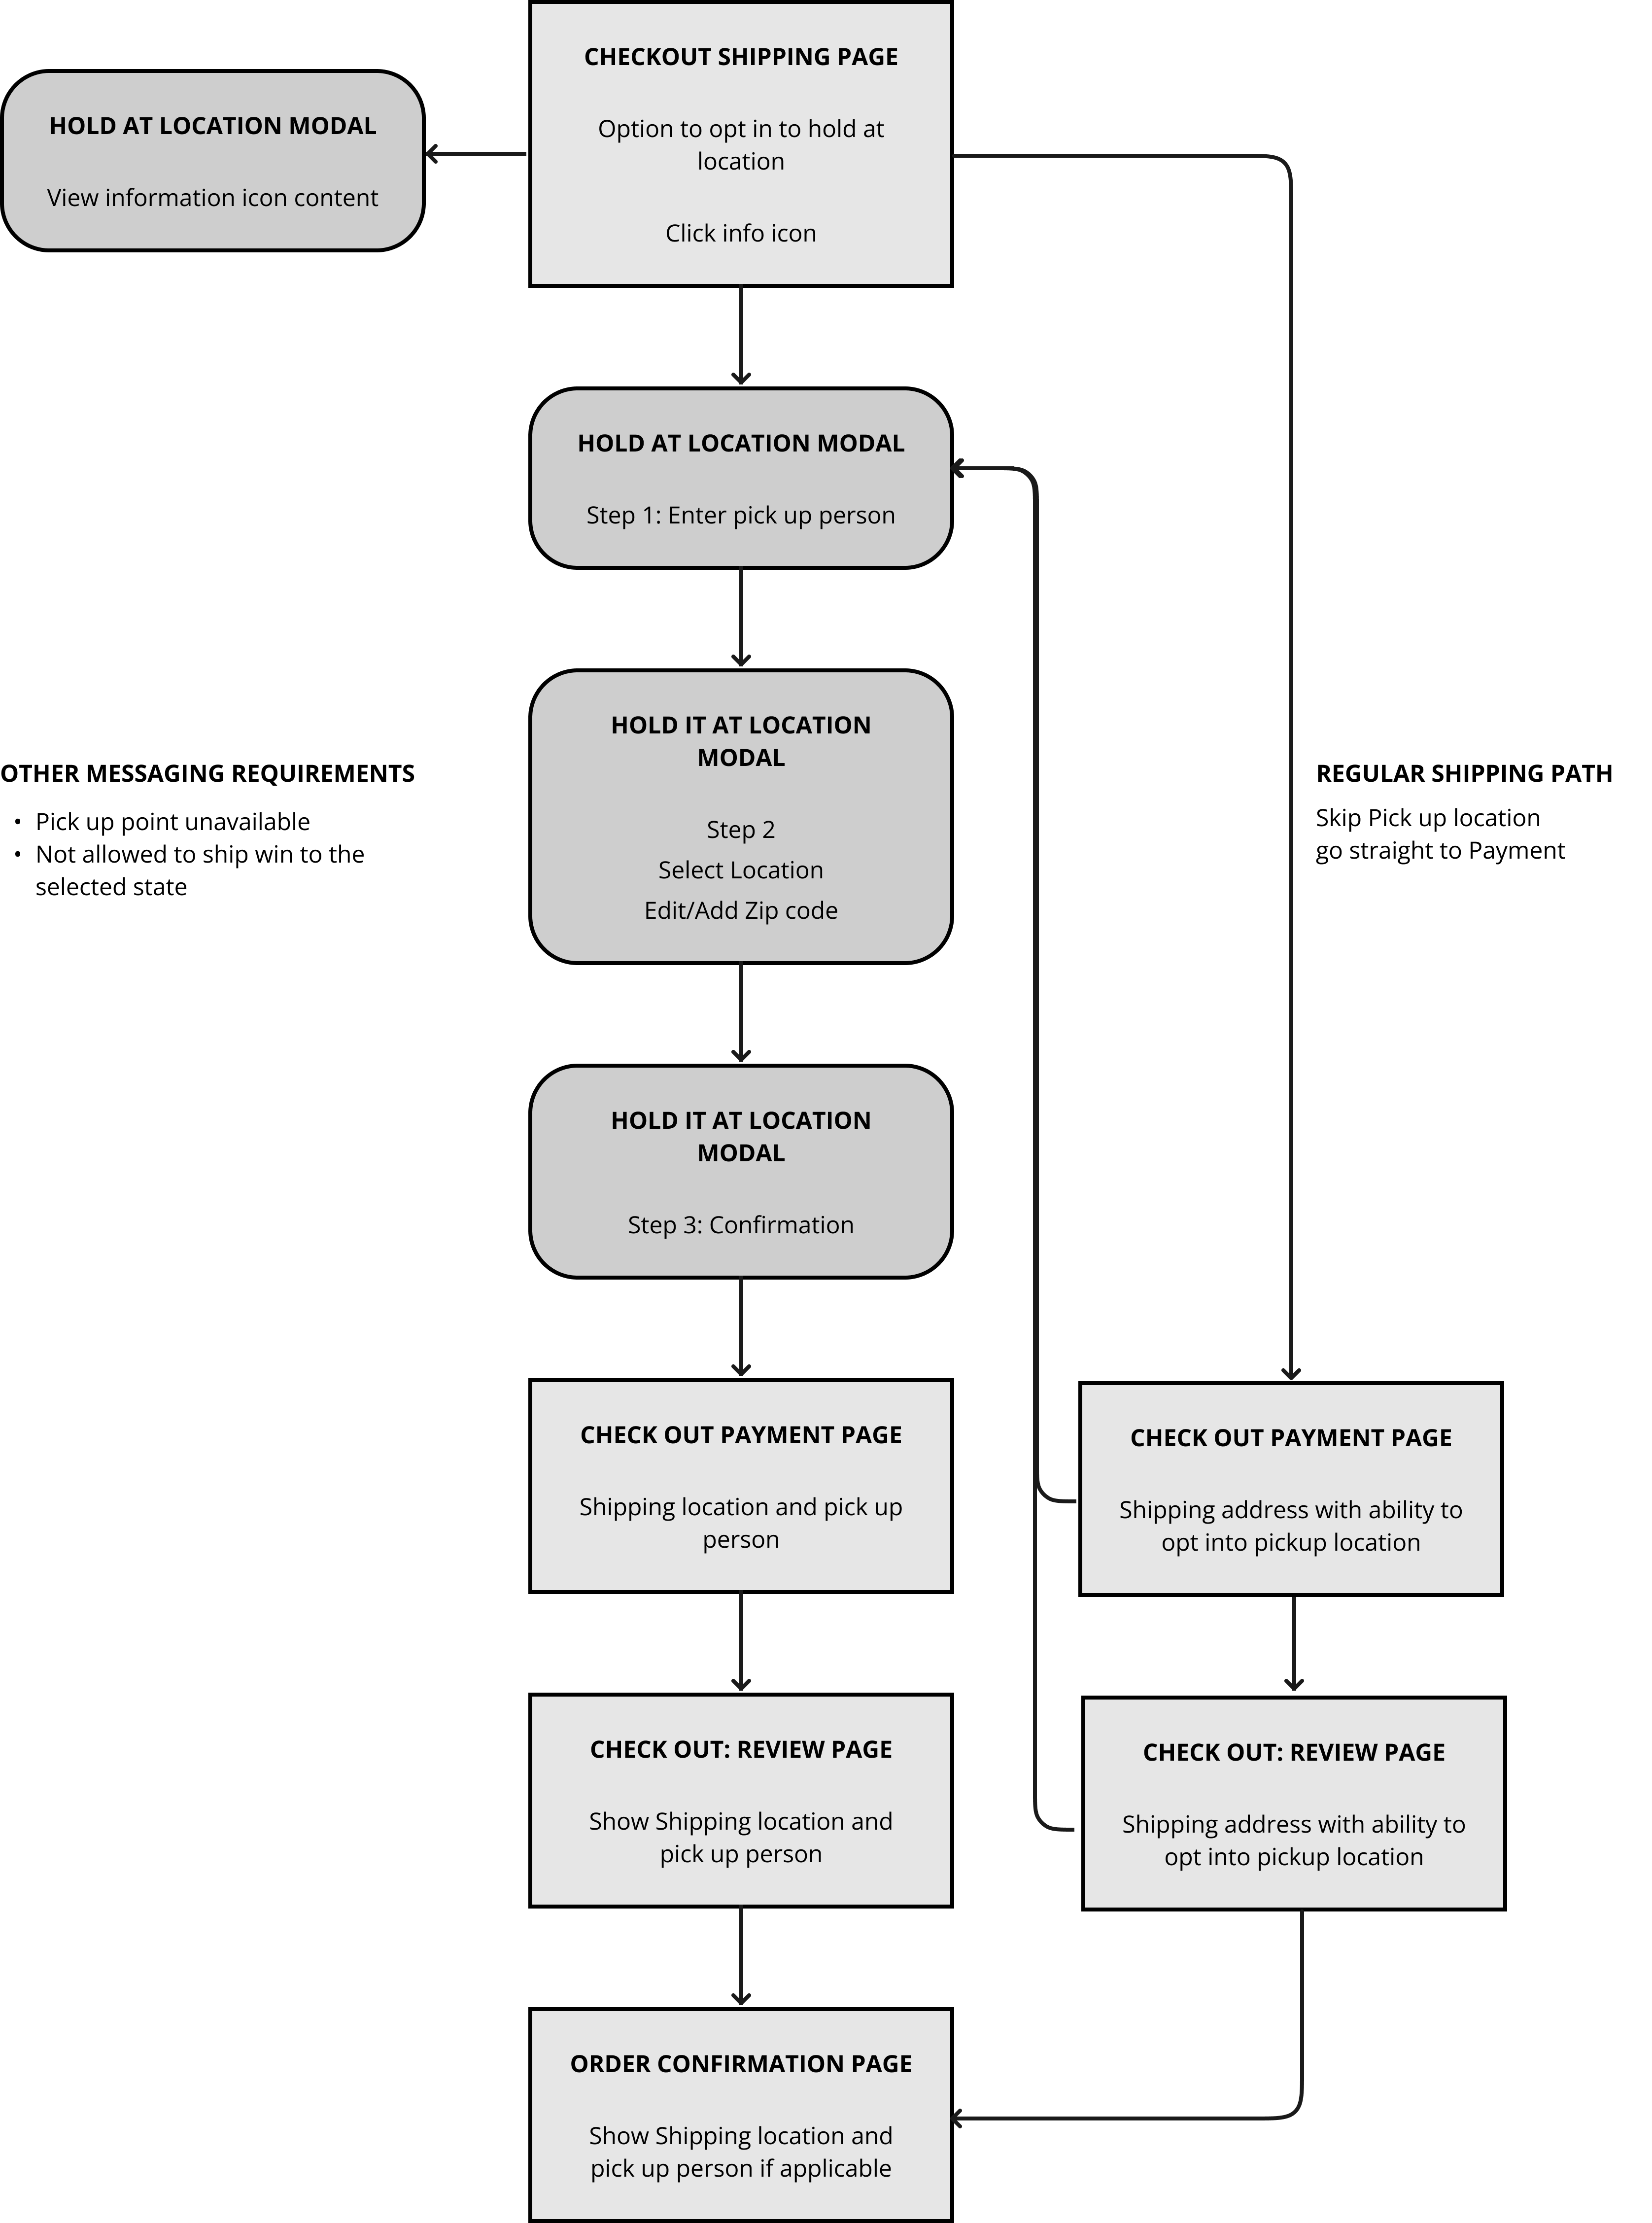 CHECKOUT SHIPPING PAGE
Option to opt in to hold at
location
Click info icon
HOLD AT LOCATION MODAL
View information icon content
HOLD AT LOCATION MODAL
Step 1: Enter pick up person
HOLD IT AT LOCATION
MODAL
Step 2
Select Location
Edit/Add Zip code
OTHER MESSAGING REQUIREMENTS
• Pick up point unavailable
• Not allowed to ship win to the
selected state
REGULAR SHIPPING PATH
Skip Pick up location
go straight to Payment
HOLD IT AT LOCATION
MODAL
Step 3: Confirmation
CHECK OUT PAYMENT PAGE
Shipping location and pick up
person
CHECK OUT PAYMENT PAGE
Shipping address with ability to
opt into pickup location
CHECK OUT: REVIEW PAGE
Show Shipping location and
pick up person
CHECK OUT: REVIEW PAGE
Shipping address with ability to
opt into pickup location
ORDER CONFIRMATION PAGE
Show Shipping location and
pick up person if applicable